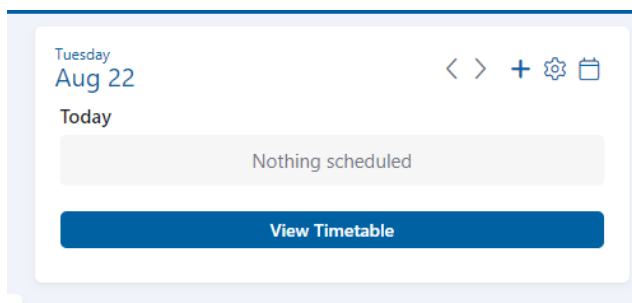 Tuesday
Aug 22
Today
Nothing scheduled
View Timetable